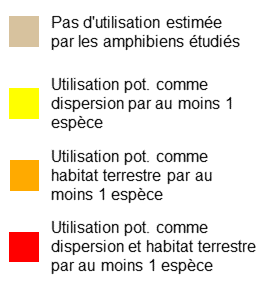 Pas d'utilisation estimée
par les amphibiens étudiés
Utilisation pot. comme
dispersion par au moins 1
espèce
Utilisation pot. comme
habitat terrestre par au
moins 1 espèce
Utilisation pot. comme
dispersion et habitat terrestre
par au moins 1 espèce